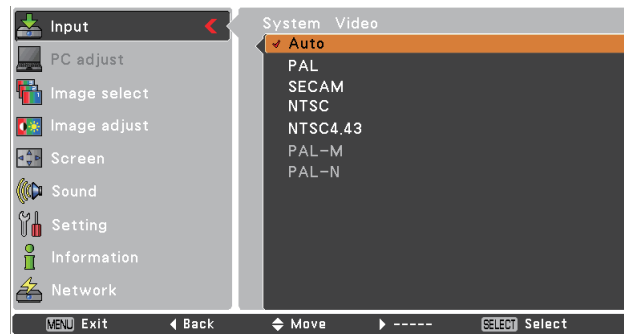 Input
PC adjust
Image select
Image adjust
Screen
Sound
Setting
Information
Network
System Video
Auto
PAL
SECAM
NTSC
NTSC4.43
PAL-M
PAL-N
MENU Exit
Back
Move
-----
SELECT Select